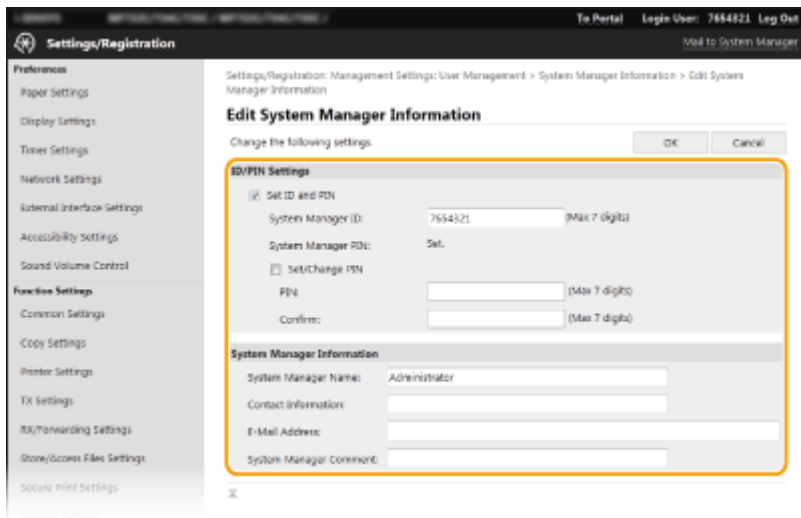 To Portal Login User: 7654321 Log Out
Settings/Registration
Mail to System Manager
Preferences
Paper Settings
Display Settings
Timer Settings
Network Settings
External Interface Settings
Accessibility Settings
Sound Volume Control
Function Settings
Common Settings
Copy Settings
Printer Settings
TX Settings
RX/Forwarding Settings
Store/Access Files Settings
Secure Print Settings
Settings/Registration: Management Settings: User Management > System Manager Information > Edit System
Manager Information
Edit System Manager Information
Change the following settings.
OK
Cancel
ID/PIN Settings
Set ID and PIN
System Manager ID: 7654321 (Max 7 digits)
System Manager PIN: Set.
Set/Change PIN
PIN: (Max 7 digits)
Confirm: (Max 7 digits)
System Manager Information
System Manager Name: Administrator
Contact Information:
E-Mail Address:
System Manager Comment: